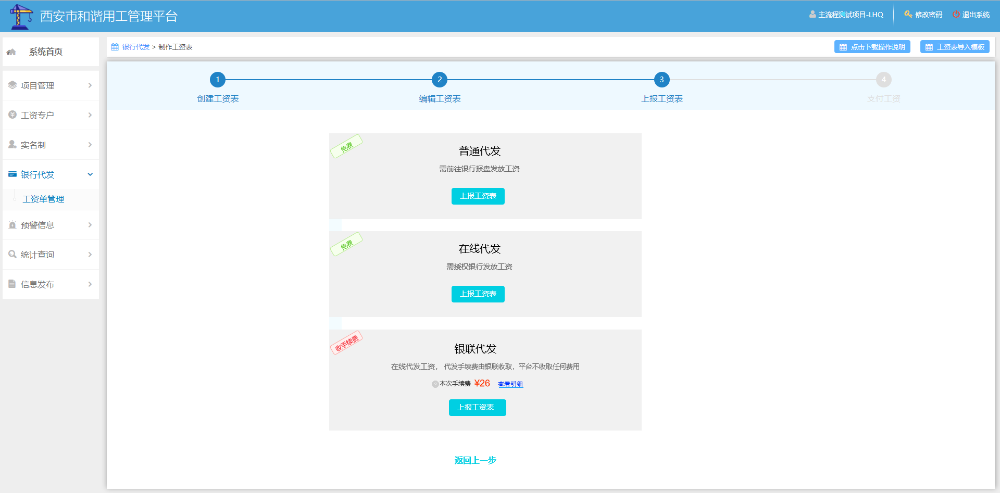 西安市和谐用工管理平台
主流程测试项目-LHQ
修改密码
退出系统
系统首页
项目管理
工资专户
实名制
银行代发
工资单管理
预警信息
统计查询
信息发布
银行代发 > 制作工资表
点击下载操作说明
工资表导入模板
1
2
3
4
创建工资表
编辑工资表
上报工资表
支付工资
免费
普通代发
需前往银行报盘发放工资
上报工资表
免费
在线代发
需授权银行发放工资
上报工资表
收手续费
银联代发
在线代发工资， 代发手续费由银联收取，平台不收取任何费用
?本次手续费 ¥26 查看明细
上报工资表
返回上一步